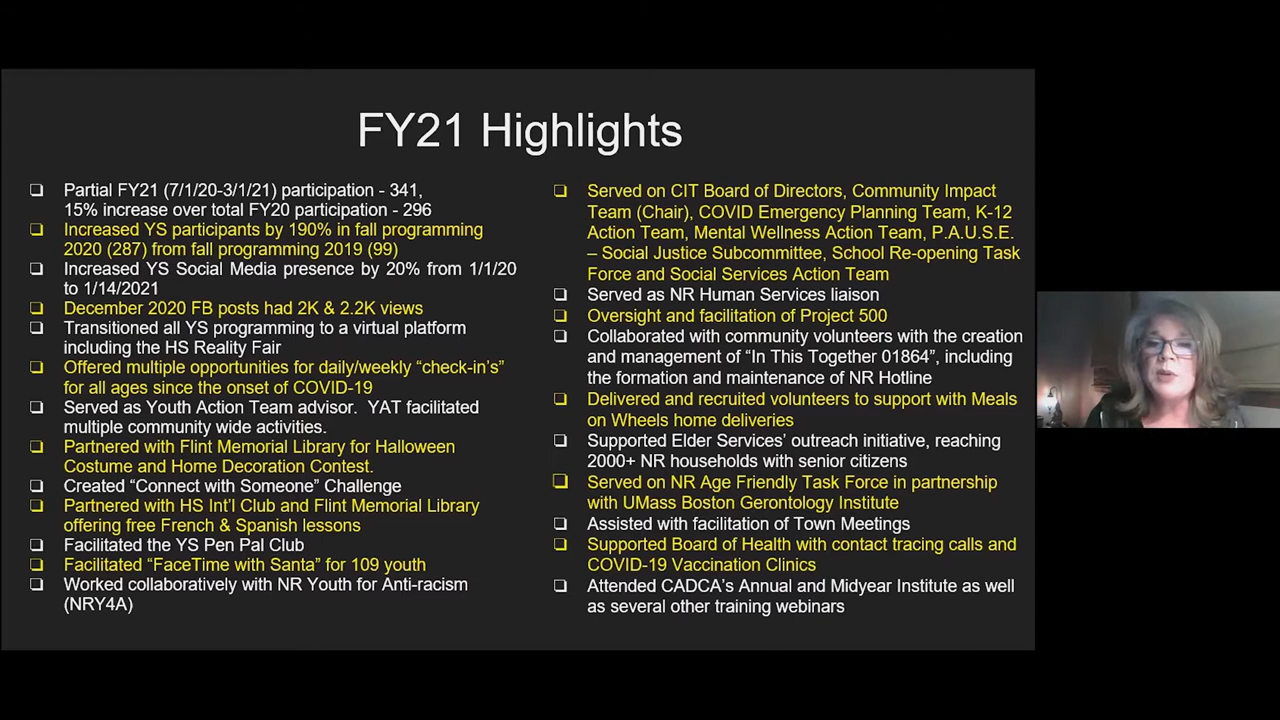 FY21 Highlights
❏ Partial FY21 (7/1/20-3/1/21) participation - 341,
15% increase over total FY20 participation - 296
❏ Increased YS participants by 190% in fall programming
2020 (287) from fall programming 2019 (99)
❏ Increased YS Social Media presence by 20% from 1/1/20
to 1/14/2021
❏ December 2020 FB posts had 2K & 2.2K views
❏ Transitioned all YS programming to a virtual platform
including the HS Reality Fair
❏ Offered multiple opportunities for daily/weekly “check-in’s”
for all ages since the onset of COVID-19
❏ Served as Youth Action Team advisor. YAT facilitated
multiple community wide activities.
❏ Partnered with Flint Memorial Library for Halloween
Costume and Home Decoration Contest.
❏ Created “Connect with Someone” Challenge
❏ Partnered with HS Int’l Club and Flint Memorial Library
offering free French & Spanish lessons
❏ Facilitated the YS Pen Pal Club
❏ Facilitated “FaceTime with Santa” for 109 youth
❏ Worked collaboratively with NR Youth for Anti-racism
(NRY4A)
❏ Served on CIT Board of Directors, Community Impact
Team (Chair), COVID Emergency Planning Team, K-12
Action Team, Mental Wellness Action Team, P.A.U.S.E.
– Social Justice Subcommittee, School Re-opening Task
Force and Social Services Action Team
❏ Served as NR Human Services liaison
❏ Oversight and facilitation of Project 500
❏ Collaborated with community volunteers with the creation
and management of “In This Together 01864”, including
the formation and maintenance of NR Hotline
❏ Delivered and recruited volunteers to support with Meals
on Wheels home deliveries
❏ Supported Elder Services’ outreach initiative, reaching
2000+ NR households with senior citizens
❏ Served on NR Age Friendly Task Force in partnership
with UMass Boston Gerontology Institute
❏ Assisted with facilitation of Town Meetings
❏ Supported Board of Health with contact tracing calls and
COVID-19 Vaccination Clinics
❏ Attended CADCA’s Annual and Midyear Institute as well
as several other training webinars